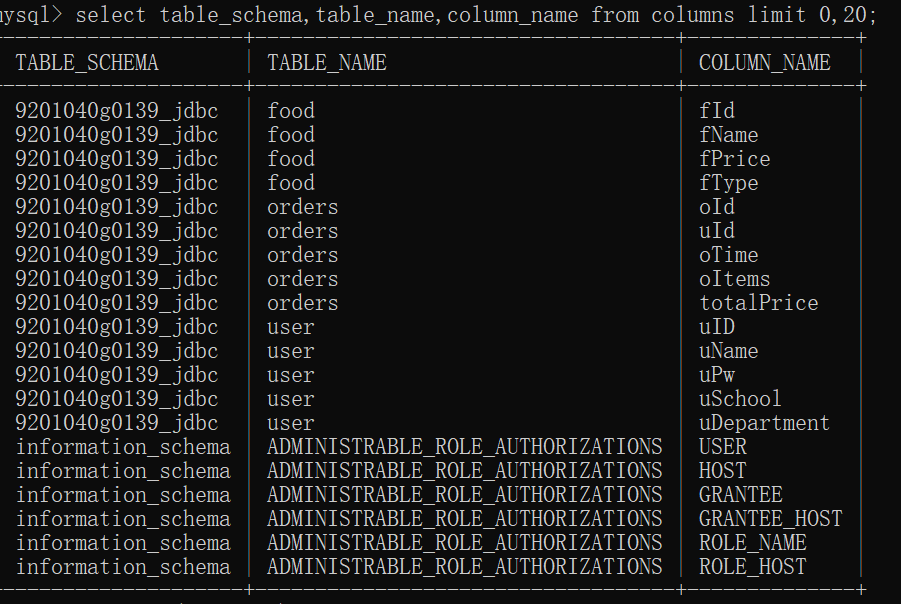 mysql> select table_schema,table_name,column_name from columns limit 0,20;
TABLE_SCHEMA | TABLE_NAME | COLUMN_NAME |
9201040g0139_jdbc | food | fId
9201040g0139_jdbc | food | fName
9201040g0139_jdbc | food | fPrice
9201040g0139_jdbc | food | fType
9201040g0139_jdbc | orders | oId
9201040g0139_jdbc | orders | uId
9201040g0139_jdbc | orders | oTime
9201040g0139_jdbc | orders | oItems
9201040g0139_jdbc | orders | totalPrice
9201040g0139_jdbc | user | uID
9201040g0139_jdbc | user | uName
9201040g0139_jdbc | user | uPw
9201040g0139_jdbc | user | uSchool
9201040g0139_jdbc | user | uDepartment
information_schema | ADMINISTRABLE_ROLE_AUTHORIZATIONS | USER
information_schema | ADMINISTRABLE_ROLE_AUTHORIZATIONS | HOST
information_schema | ADMINISTRABLE_ROLE_AUTHORIZATIONS | GRANTEE
information_schema | ADMINISTRABLE_ROLE_AUTHORIZATIONS | GRANTEE_HOST
information_schema | ADMINISTRABLE_ROLE_AUTHORIZATIONS | ROLE_NAME
information_schema | ADMINISTRABLE_ROLE_AUTHORIZATIONS | ROLE_HOST